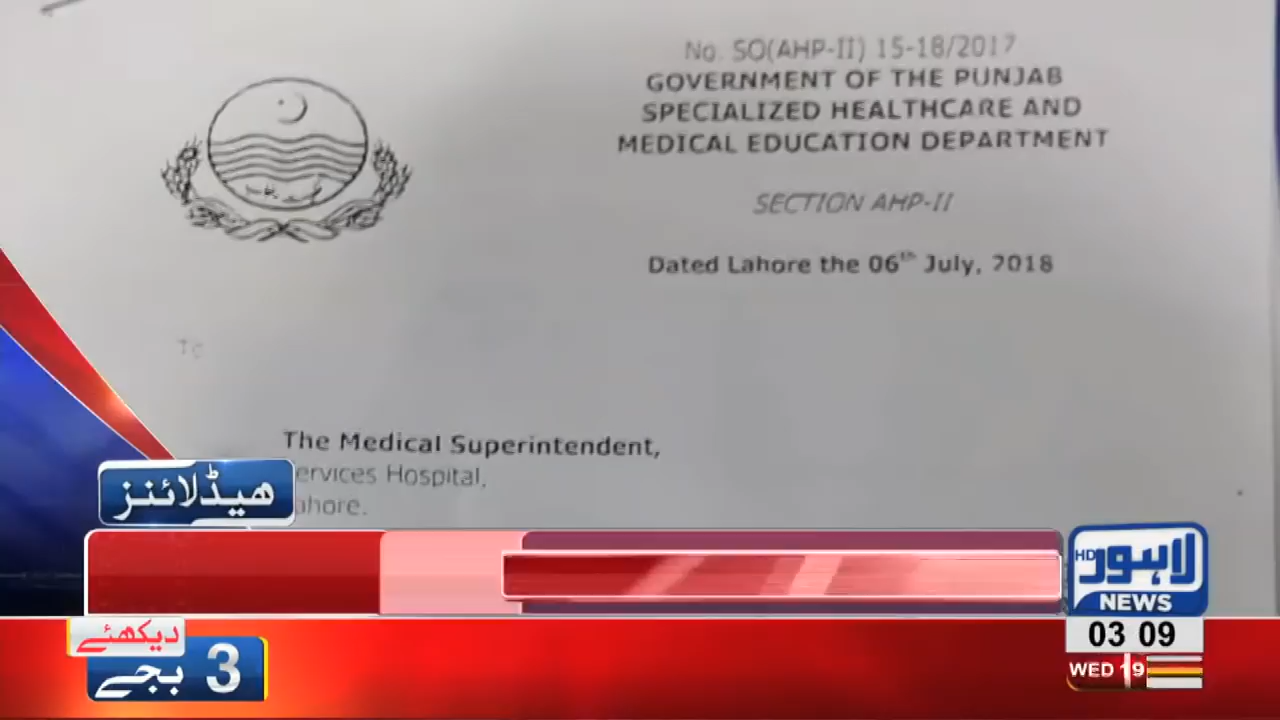 No. SO(AHP-II) 15-18/2017
GOVERNMENT OF THE PUNJAB
SPECIALIZED HEALTHCARE AND
MEDICAL EDUCATION DEPARTMENT
SECTION AHP-II
Dated Lahore the 06th July, 2018
To
The Medical Superintendent,
ervices Hospital,
ahore.
ھیڈلائنز
HD لاہور
NEWS
03 09
WED 19
دیکھئے
3 بجے